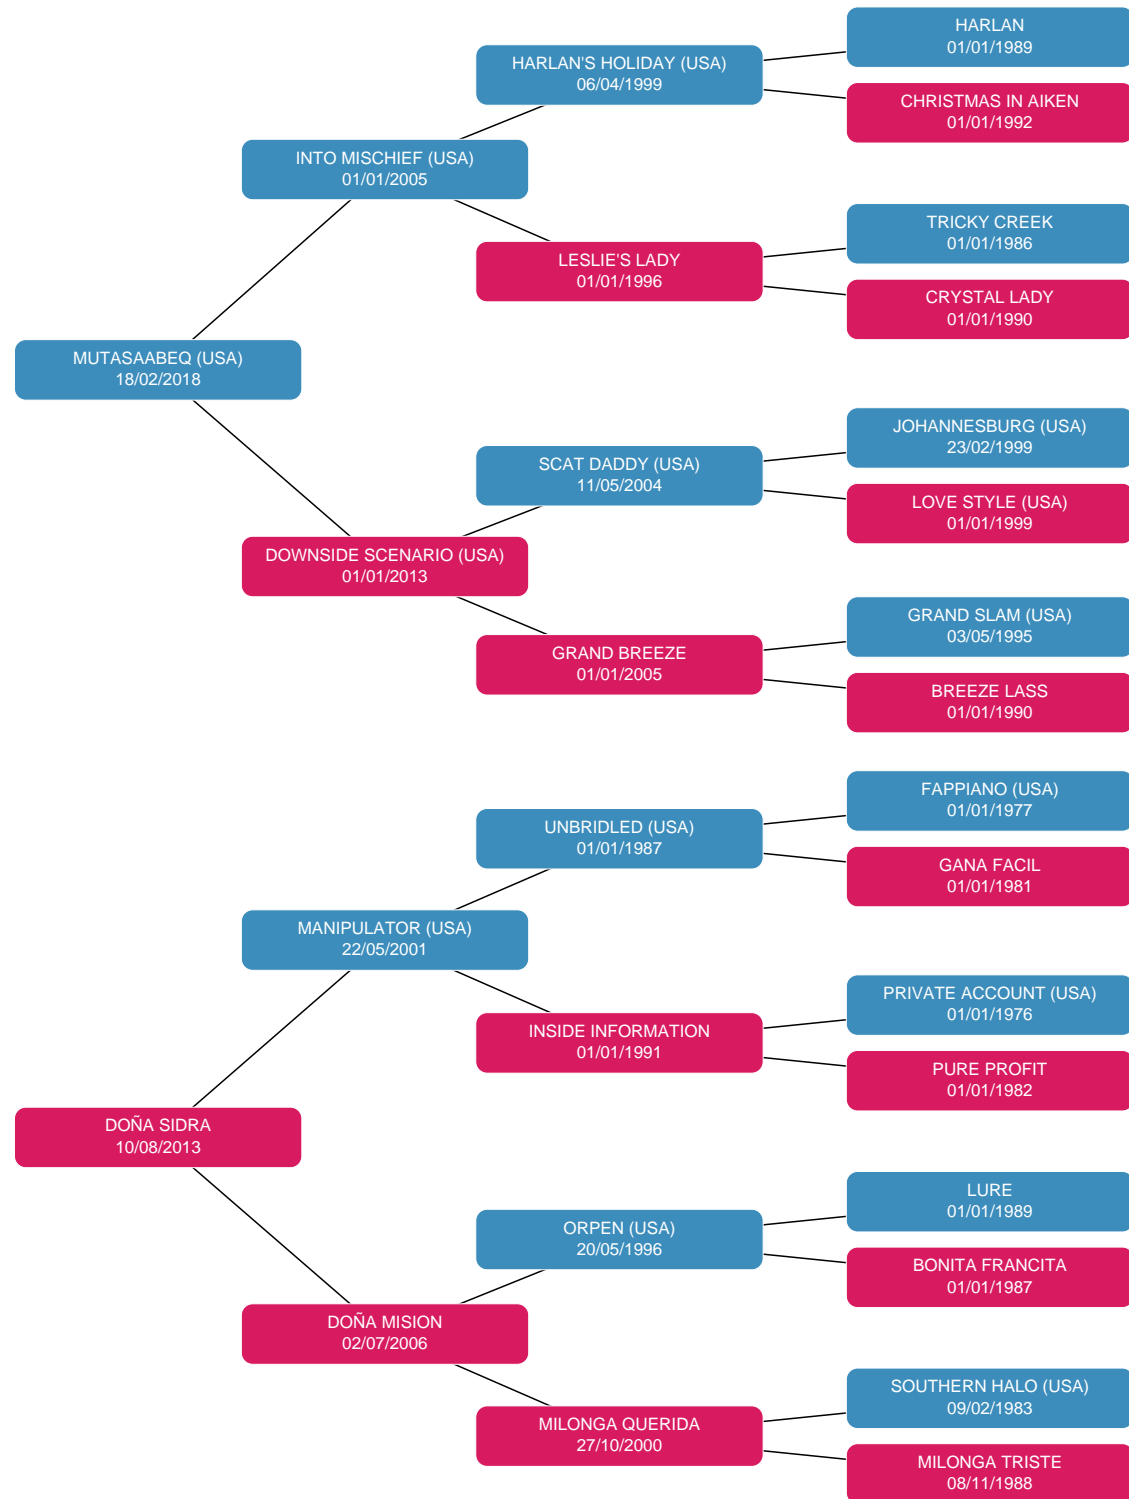 HARLAN
01/01/1989
HARLAN'S HOLIDAY (USA)
06/04/1999
CHRISTMAS IN AIKEN
01/01/1992
INTO MISCHIEF (USA)
01/01/2005
TRICKY CREEK
01/01/1986
LESLIE'S LADY
01/01/1996
CRYSTAL LADY
01/01/1990
MUTASAABEQ (USA)
18/02/2018
JOHANNESBURG (USA)
23/02/1999
SCAT DADDY (USA)
11/05/2004
LOVE STYLE (USA)
01/01/1999
DOWNSIDE SCENARIO (USA)
01/01/2013
GRAND SLAM (USA)
03/05/1995
GRAND BREEZE
01/01/2005
BREEZE LASS
01/01/1990
FAPPIANO (USA)
01/01/1977
UNBRIDLED (USA)
01/01/1987
GANA FACIL
01/01/1981
MANIPULATOR (USA)
22/05/2001
PRIVATE ACCOUNT (USA)
01/01/1976
INSIDE INFORMATION
01/01/1991
PURE PROFIT
01/01/1982
DOÑA SIDRA
10/08/2013
LURE
01/01/1989
ORPEN (USA)
20/05/1996
BONITA FRANCITA
01/01/1987
DOÑA MISION
02/07/2006
SOUTHERN HALO (USA)
09/02/1983
MILONGA QUERIDA
27/10/2000
MILONGA TRISTE
08/11/1988